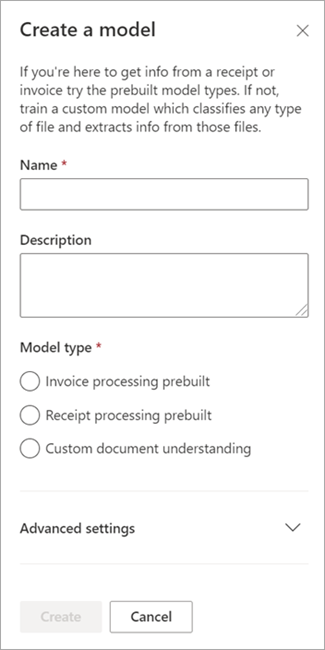 Create a model
If you're here to get info from a receipt or
invoice try the prebuilt model types. If not,
train a custom model which classifies any type
of file and extracts info from those files.
Name *
Description
Model type *
Invoice processing prebuilt
Receipt processing prebuilt
Custom document understanding
Advanced settings
Create Cancel